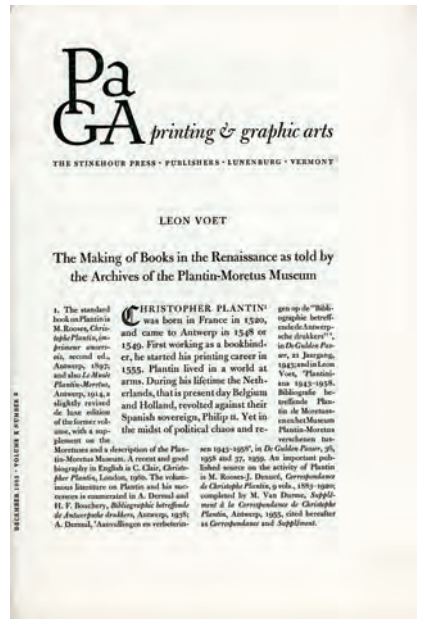 PaGA printing & graphic arts
THE STINEHOUR PRESS • PUBLISHERS • LUNENBURG • VERMONT
LEON VOET
The Making of Books in the Renaissance as told by
the Archives of the Plantin-Moretus Museum
CHRISTOPHER PLANTIN¹
was born in France in 1520,
and came to Antwerp in 1548 or
1549. First working as a bookbind-
er, he started his printing career in
1555. Plantin lived in a world at
arms. During his lifetime the Neth-
erlands, that is present day Belgium
and Holland, revolted against their
Spanish sovereign, Philip II. Yet in
the midst of political chaos and re-
1. The standard
book on Plantin is
M. Rooses, Chris-
tophe Plantin, im-
primeur anvers-
ois, second ed.,
Antwerp, 1897;
and also Le Musée
Plantin-Moretus,
Antwerp, 1914, a
slightly revised
de luxe edition
of the former vol-
ume, with a sup-
plement on the
Moretuses and a description of the Plan-
tin-Moretus Museum. A recent and good
biography in English is C. Clair, Christo-
pher Plantin, London, 1960. The volum-
inous literature on Plantin and his suc-
cessors is enumerated in A. Dermul and
H. F. Bouchery, Bibliographie betreffende
de Antwerpsche drukkers, Antwerp, 1938;
A. Dermul, 'Aanvullingen en verbeterin-
gen op de "Bibli-
ographie betreff-
ende de Antwerp-
sche drukkers"',
in De Gulden Pas-
ser, 21 Jaargang,
1943; and in Leon
Voet, 'Plantini-
ana 1943-1958.
Bibliografie be-
treffende Plan-
tin de Moretuss-
en en het Museum
Plantin-Moretus
verschenen tus-
sen 1943-1958', in De Gulden Passer, 36,
1958 and 37, 1959. An important pub-
lished source on the activity of Plantin
is M. Rooses-J. Denucé, Correspondance
de Christophe Plantin, 9 vols., 1883-1920;
completed by M. Van Durme, Supplé-
ment à la Correspondance de Christophe
Plantin, Antwerp, 1955, cited hereafter
as Correspondance and Supplément.
DECEMBER 1965 • VOLUME X NUMBER 4